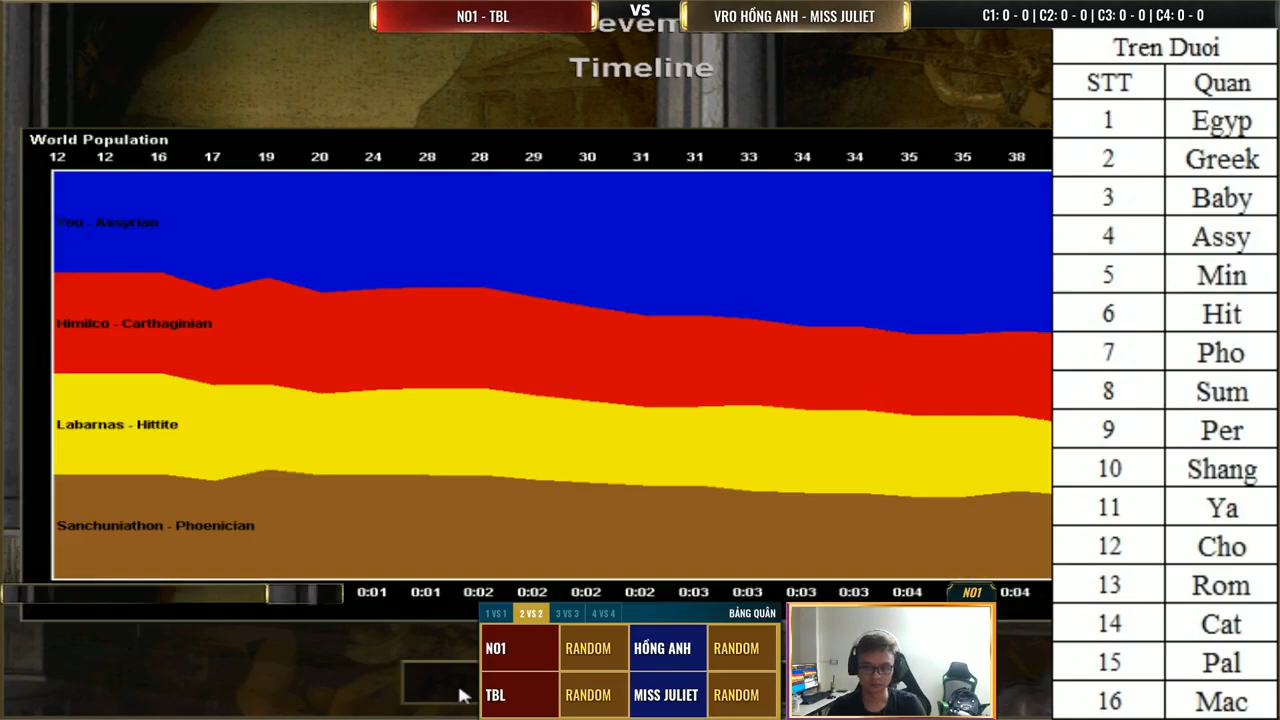 NO1 - TBL
VS
VRO HỒNG ANH - MISS JULIET
C1: 0 - 0 | C2: 0 - 0 | C3: 0 - 0 | C4: 0 - 0
Timeline
World Population
12 12 16 17 19 20 24 28 28 29 30 31 31 33 34 34 35 35 38
You - Assyrian
Himilco - Carthaginian
Labarnas - Hittite
Sanchuniathon - Phoenician
0:01 0:01 0:02 0:02 0:02 0:02 0:03 0:03 0:03 0:03 0:04 0:04
NO1
1 VS 1 2 VS 2 3 VS 3 4 VS 4 BẢNG QUÂN
NO1 RANDOM HỒNG ANH RANDOM
TBL RANDOM MISS JULIET RANDOM
Tren Duoi
STT Quan
1 Egyp
2 Greek
3 Baby
4 Assy
5 Min
6 Hit
7 Pho
8 Sum
9 Per
10 Shang
11 Ya
12 Cho
13 Rom
14 Cat
15 Pal
16 Mac